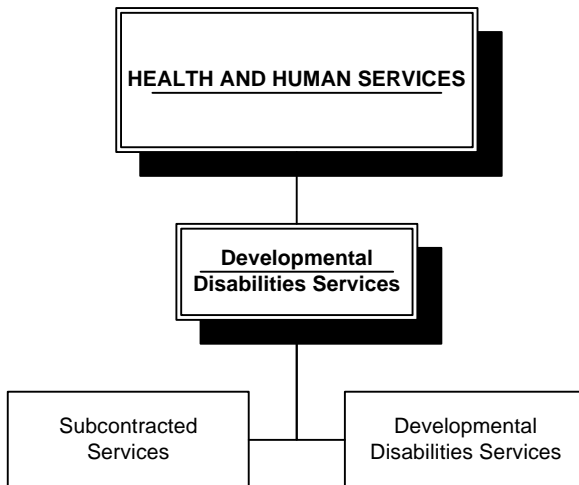 HEALTH AND HUMAN SERVICES
Developmental
Disabilities Services
Subcontracted
Services
Developmental
Disabilities Services